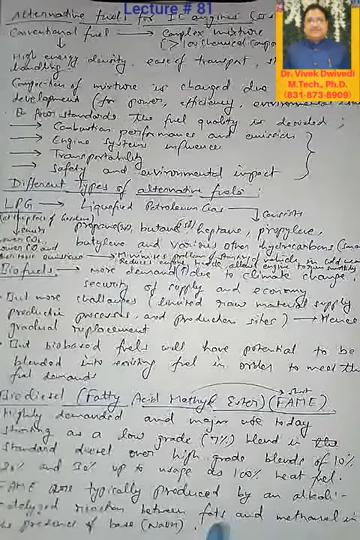 Lecture # 81
Alternative fuel for IC engines
Conventional fuel → Complex mixture
High energy density, ease of transport,
handling
Composition of mixture is changed due
development (for power, efficiency, environmental
standards, the fuel quality is decided;
→ Combustion performance and emission
→ Engine system influence
→ Transportability
→ Safety and environmental impact
Dr. Vivek Dwivedi
M.Tech., Ph.D.
(831-873-8909)
Different types of alternative fuels:
LPG → Liquefied Petroleum Gas
consists
propane, butane, heptane, propylene,
butylene and various other hydrocarbons
Biofuels → more demand due to climate change,
security of supply and economy
• But more challenges (limited raw material supply
production processes, and production sites) → Hence
gradual replacement
• But biobased fuels will have potential to be
blended into existing fuel in order to meet the
fuel demand
Biodiesel (Fatty Acid Methyl Ester) (FAME)
short
Highly demanded and major use today
as a low grade (7%) blend in the
standard diesel over high grade blends of 10%
20% and 30% up to usage as 100% neat fuel.
FAME are typically produced by an alkali-
catalyzed reaction between fats and methanol in
the presence of base (NaOH).